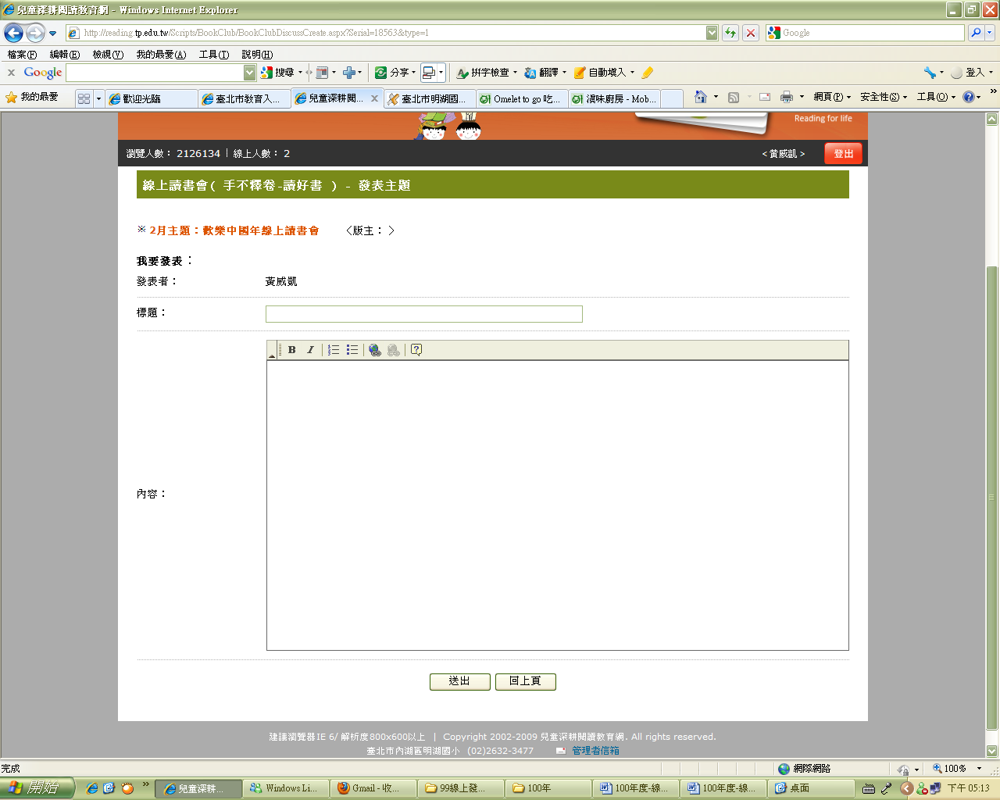 兒童深耕閱讀教育網 - Windows Internet Explorer
http://reading.tp.edu.tw/Scripts/BookClub/BookClubDiscussCreate.aspx?Serial=18563&type=1
Google
檔案(F) 編輯(E) 檢視(V) 我的最愛(A) 工具(T) 說明(H)
x Google 搜尋 分享 拼字檢查 翻譯 自動填入 登入
我的最愛 歡迎光臨 臺北市教育入... 兒童深耕閱... 臺北市明湖國... Omelet to go 吃... 滇味廚房 - Mob... 網頁(P) 安全性(S) 工具(O)
Reading for life
瀏覽人數： 2126134 | 線上人數： 2 < 黃威凱 > 登出
線上讀書會( 手不釋卷-讀好書 ) - 發表主題
※ 2月主題：歡樂中國年線上讀書會 〈版主： 〉
我要發表：
發表者： 黃威凱
標題：
B I
內容：
送出 回上頁
建議瀏覽器IE 6/ 解析度800x600以上 | Copyright 2002-2009 兒童深耕閱讀教育網. All rights reserved.
臺北市內湖區明湖國小 (02)2632-3477 管理者信箱
完成 網際網路 100%
開始 兒童深耕... Windows Li... Gmail - 收... 99線上發... 100年 100年度-線... 100年度-線... 桌面 下午 05:13